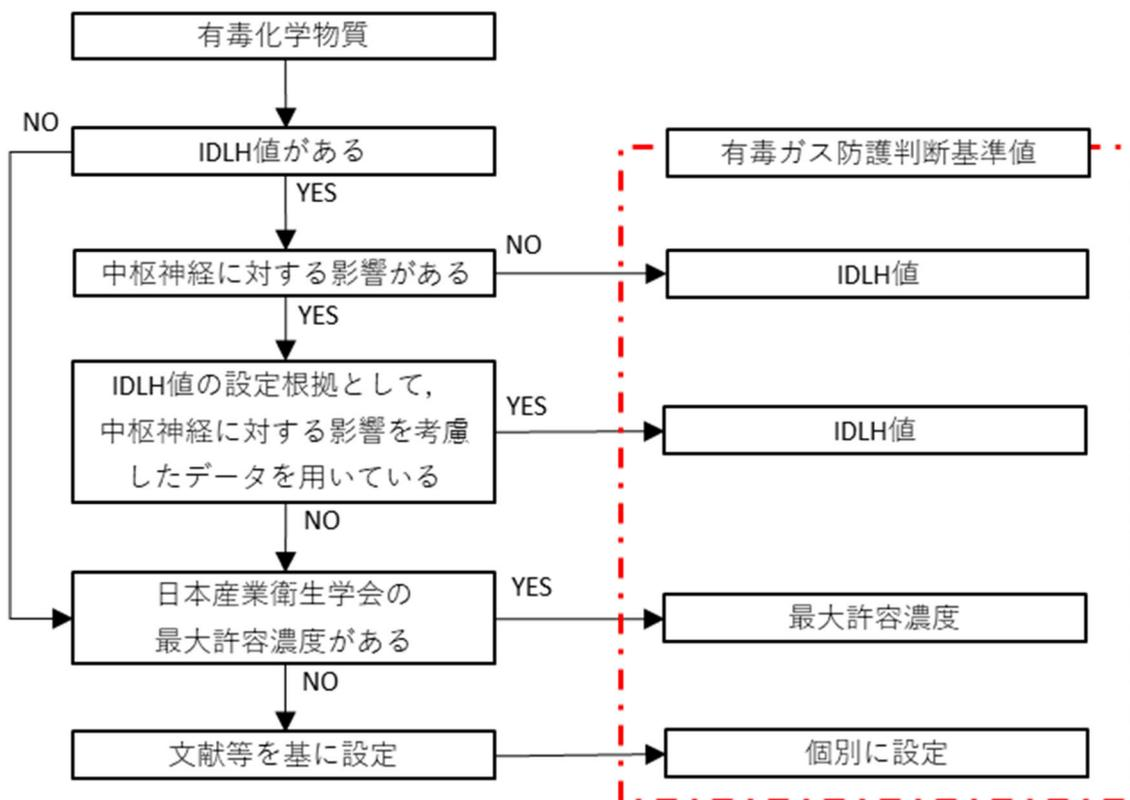 有毒化学物質
NO
IDLH値がある
有毒ガス防護判断基準値
YES
NO
中枢神経に対する影響がある
IDLH値
YES
IDLH値の設定根拠として，
中枢神経に対する影響を考慮
したデータを用いている
YES
IDLH値
NO
日本産業衛生学会の
最大許容濃度がある
YES
最大許容濃度
NO
文献等を基に設定
個別に設定